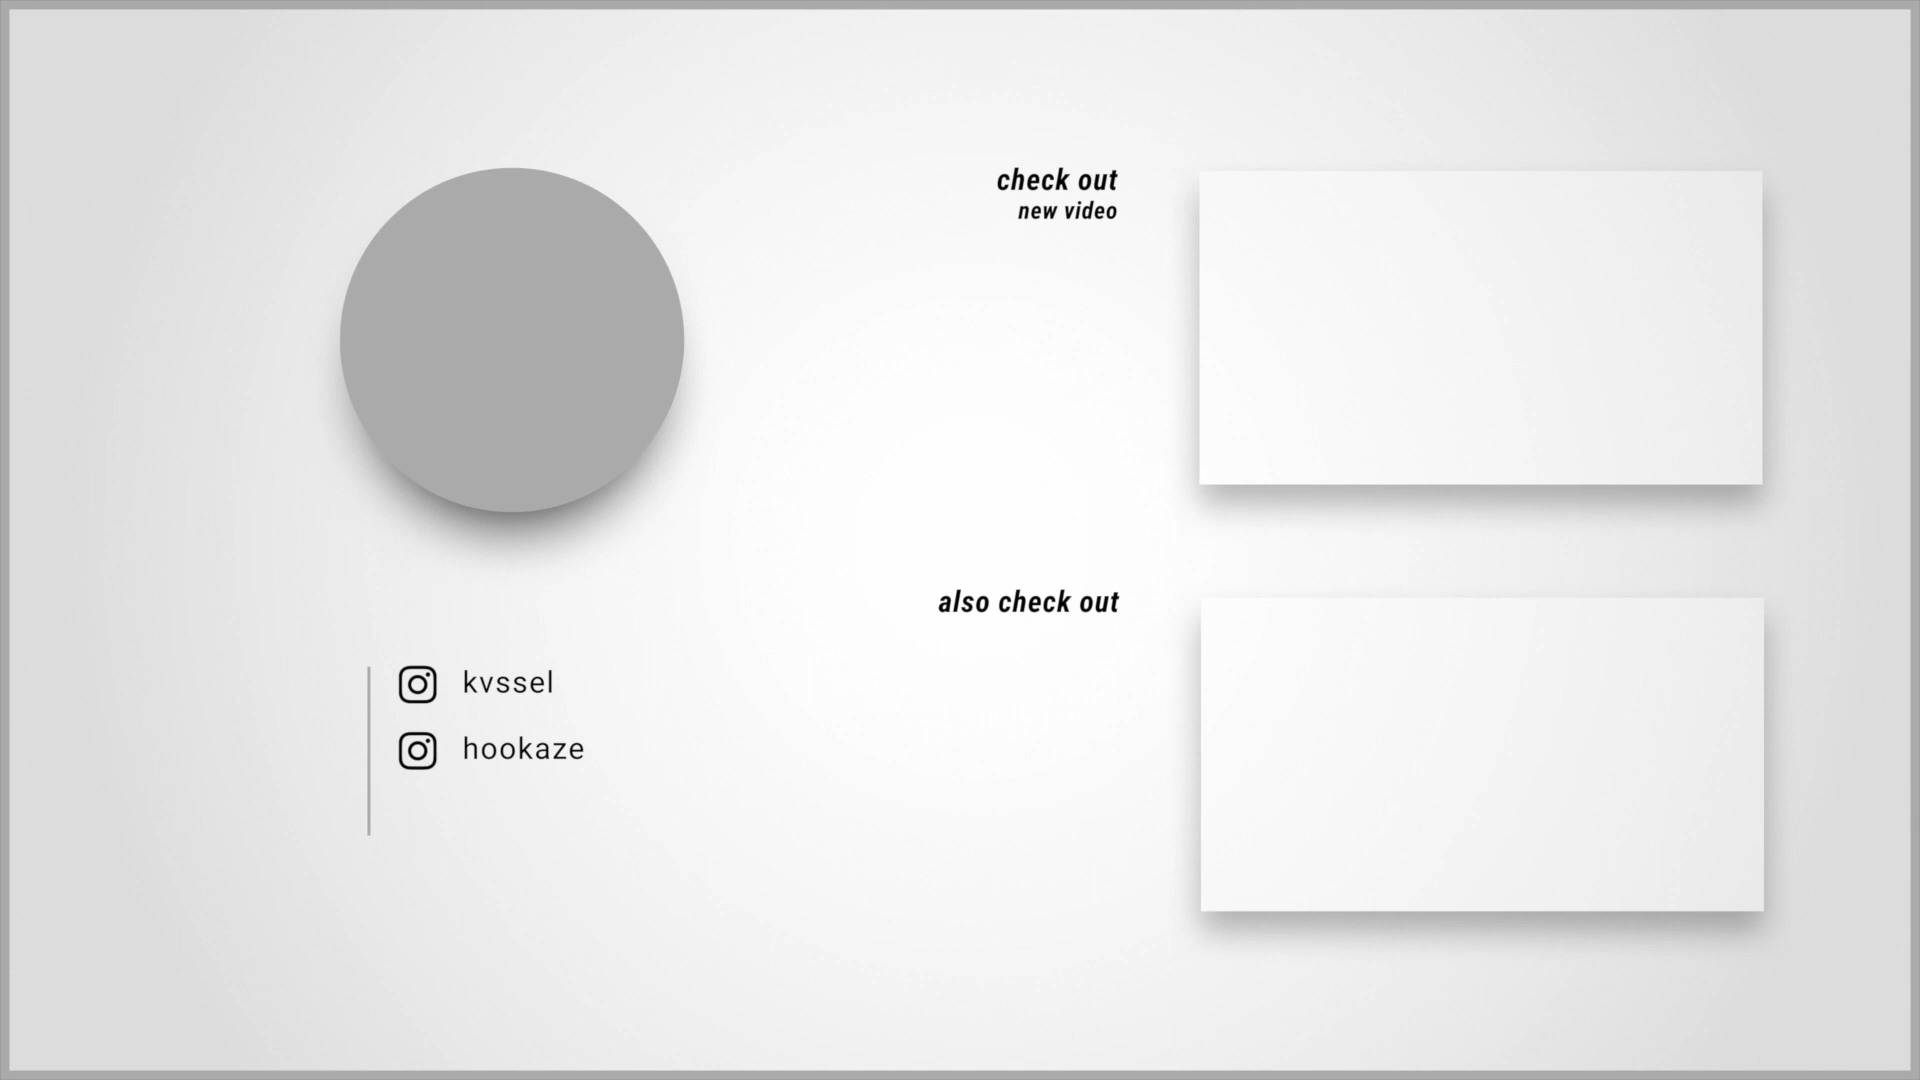 check out
new video
also check out
kvssel
hookaze